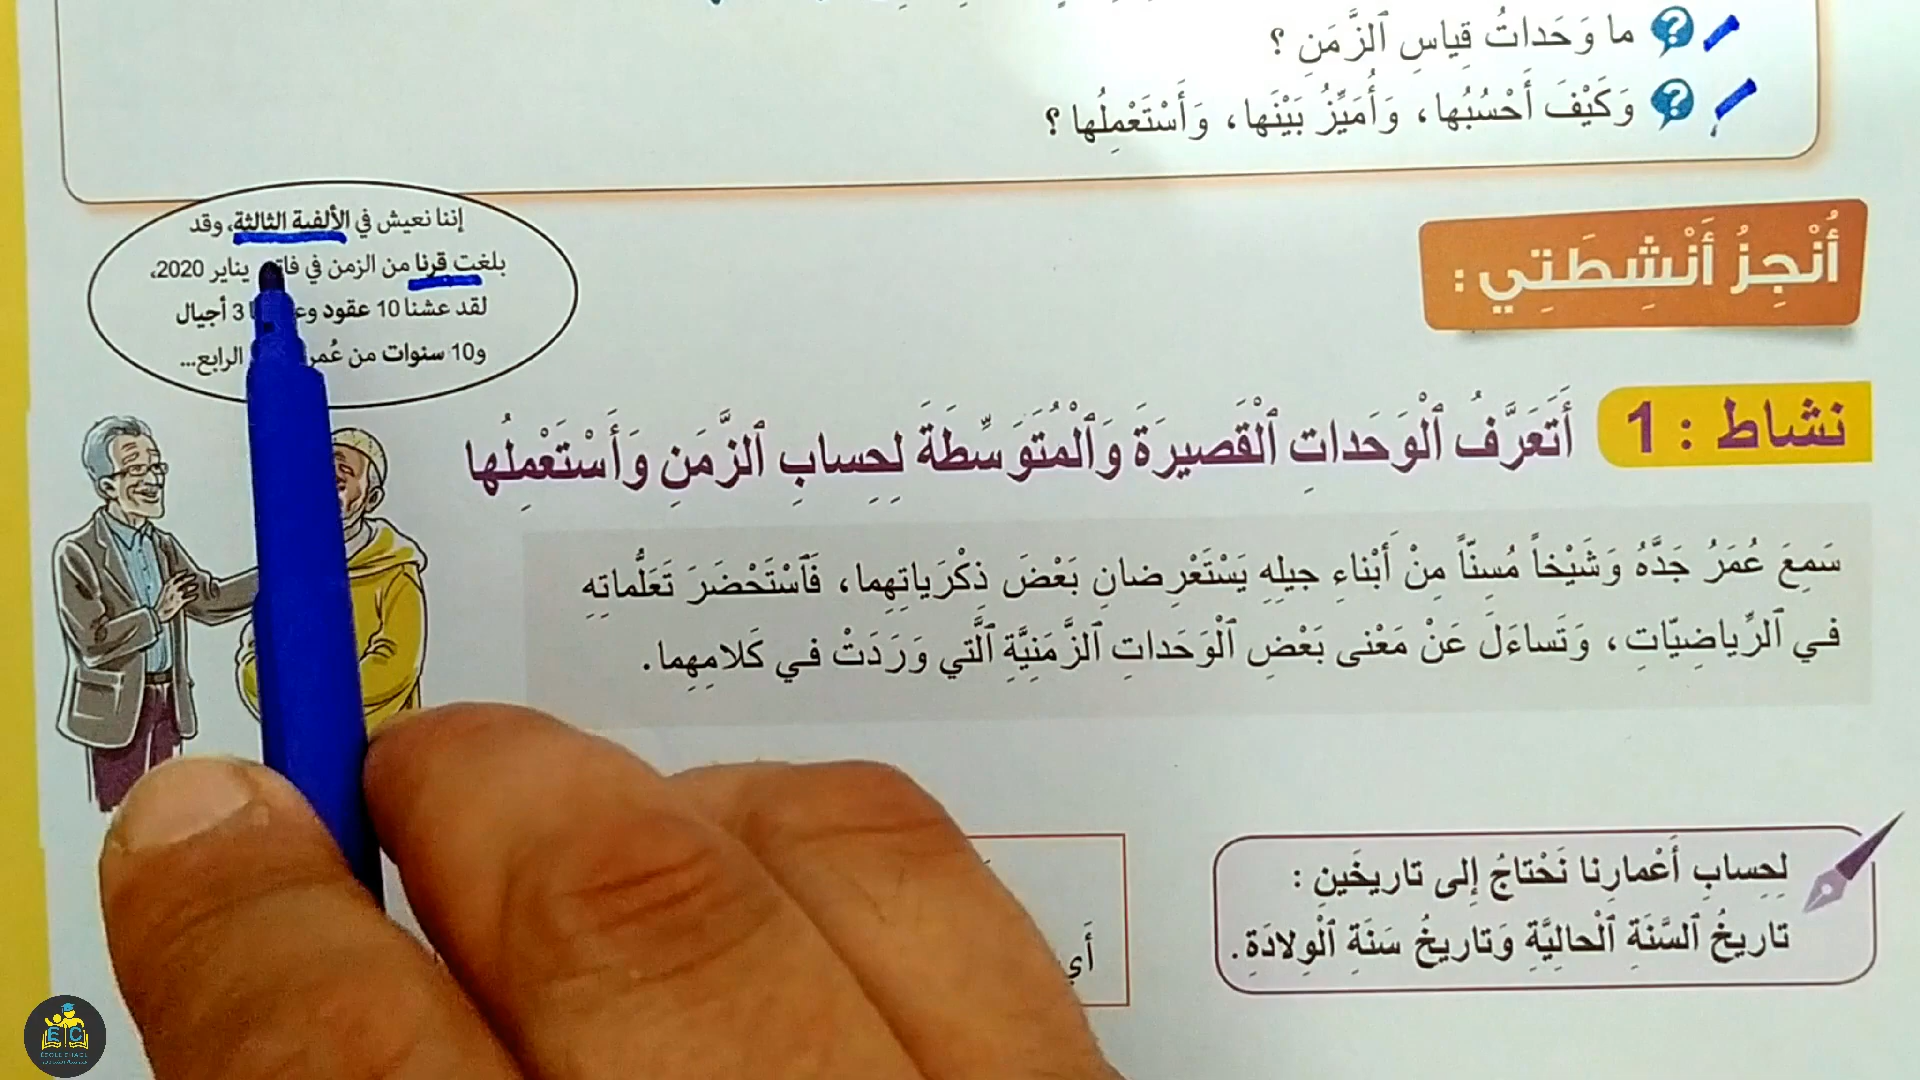 ما وَحَداتُ قِياسِ ٱلزَّمَنِ ؟
وَكَيْفَ أَحْسُبُها، وَأُمَيِّزُ بَيْنَها، وَأَسْتَعْمِلُها ؟
إننا نعيش في الألفية الثالثة، وقد
بلغت قرنا من الزمن في يناير 2020،
لقد عشنا 10 عقود 3 أجيال
و10 سنوات من عُمر الرابع...
أُنْجِزُ أَنْشِطَتِي :
نشاط : 1 أَتَعَرَّفُ ٱلْوَحَداتِ ٱلْقَصيرَةَ وَٱلْمُتَوَسِّطَةَ لِحِسابِ ٱلزَّمَنِ وَأَسْتَعْمِلُها
سَمِعَ عُمَرُ جَدَّهُ وَشَيْخاً مُسِنّاً مِنْ أَبْناءِ جيلِهِ يَسْتَعْرِضانِ بَعْضَ ذِكْرَياتِهِما، فَٱسْتَحْضَرَ تَعَلُّماتِهِ
في ٱلرِّياضِيّاتِ، وَتَساءَلَ عَنْ مَعْنى بَعْضِ ٱلْوَحَداتِ ٱلزَّمَنِيَّةِ ٱلَّتي وَرَدَتْ في كَلامِهِما.
لِحِسابِ أَعْمارِنا نَحْتاجُ إِلى تاريخَينِ :
تاريخُ ٱلسَّنَةِ ٱلْحالِيَّةِ وَتاريخُ سَنَةِ ٱلْوِلادَةِ.